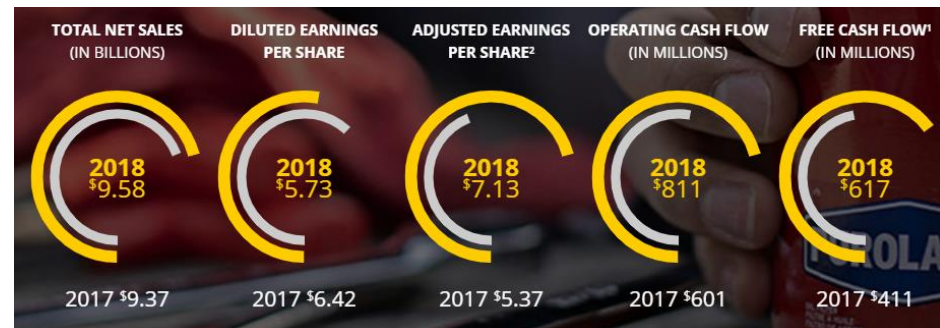 TOTAL NET SALES
(IN BILLIONS)
2018
$9.58
2017 $9.37
DILUTED EARNINGS
PER SHARE
2018
$5.73
2017 $6.42
ADJUSTED EARNINGS
PER SHARE²
2018
$7.13
2017 $5.37
OPERATING CASH FLOW
(IN MILLIONS)
2018
$811
2017 $601
FREE CASH FLOW¹
(IN MILLIONS)
2018
$617
2017 $411